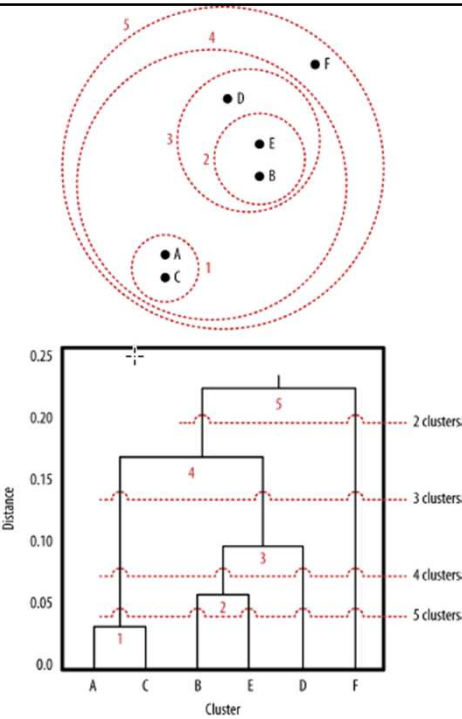 5
4
F
D
3
E
2
B
A
1
C
0.25
5
0.20
2 clusters
4
0.15
3 clusters
Distance
0.10
3
4 clusters
0.05
2
5 clusters
1
0.0
A C B E D F
Cluster